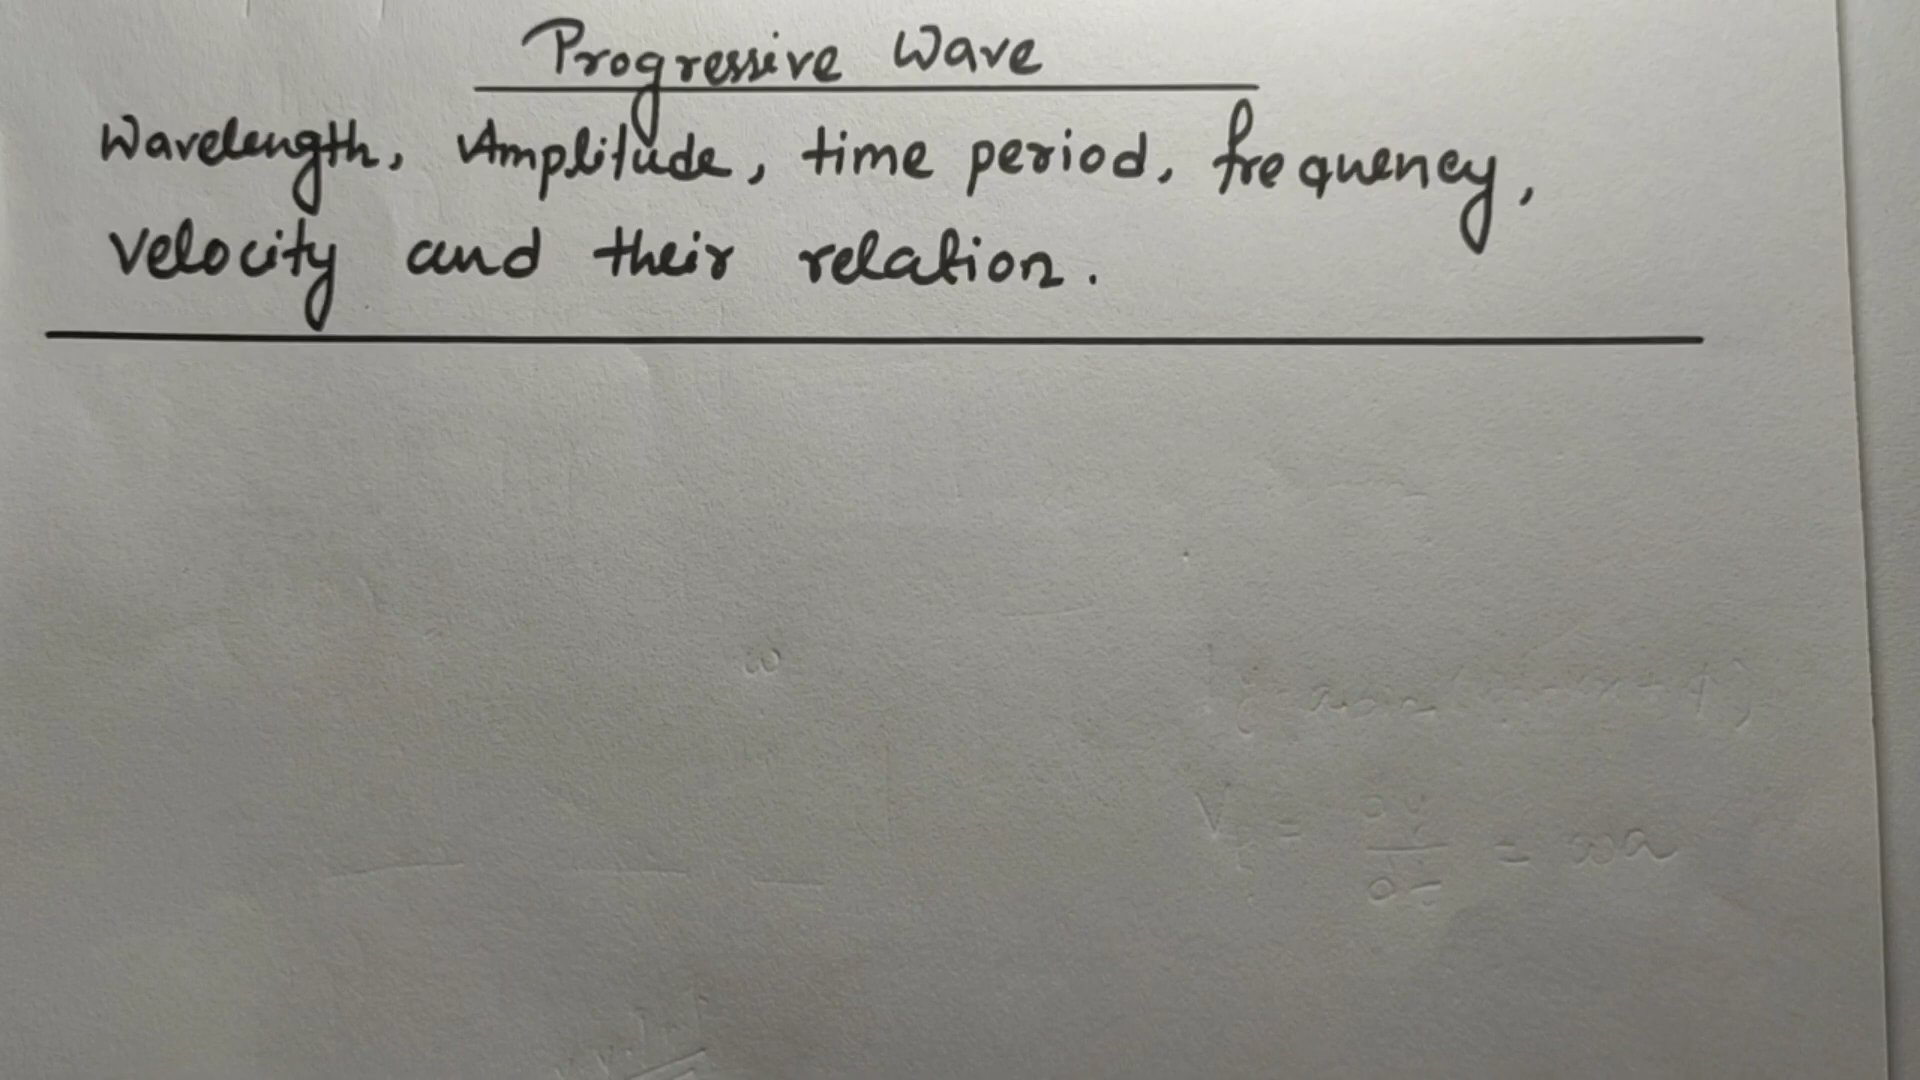 Progressive Wave
Wavelength, Amplitude, time period, frequency,
Velocity and their relation.
ω